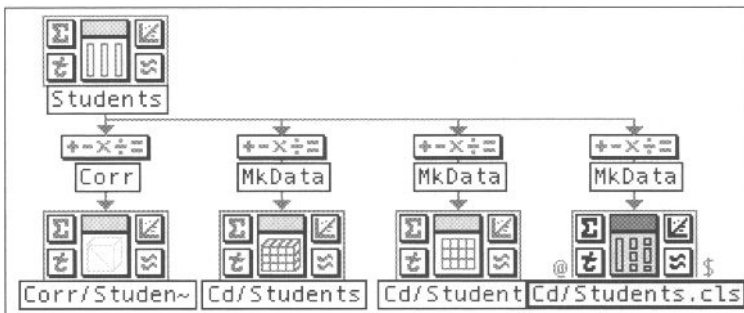 Σ
t ≈
Students
+-×÷= +-×÷= +-×÷= +-×÷=
Corr MkData MkData MkData
Σ Σ Σ Σ
t ≈ t ≈ t ≈ @ t ≈ $
Corr/Studen~ Cd/Students Cd/Student Cd/Students.cls